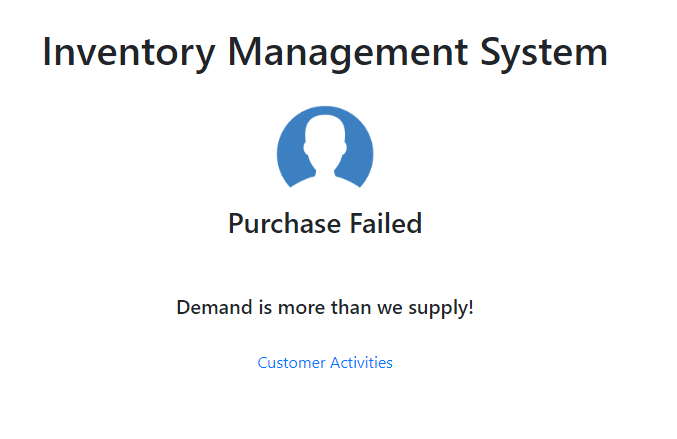 Inventory Management System
Purchase Failed
Demand is more than we supply!
Customer Activities